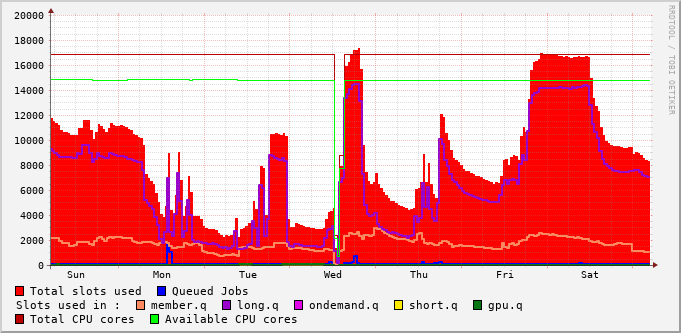 RRDTOOL / TOBI OETIKER
20000
18000
16000
14000
12000
10000
8000
6000
4000
2000
0
Sun Mon Tue Wed Thu Fri Sat
Total slots used Queued Jobs
Slots used in : member.q long.q ondemand.q short.q gpu.q
Total CPU cores Available CPU cores